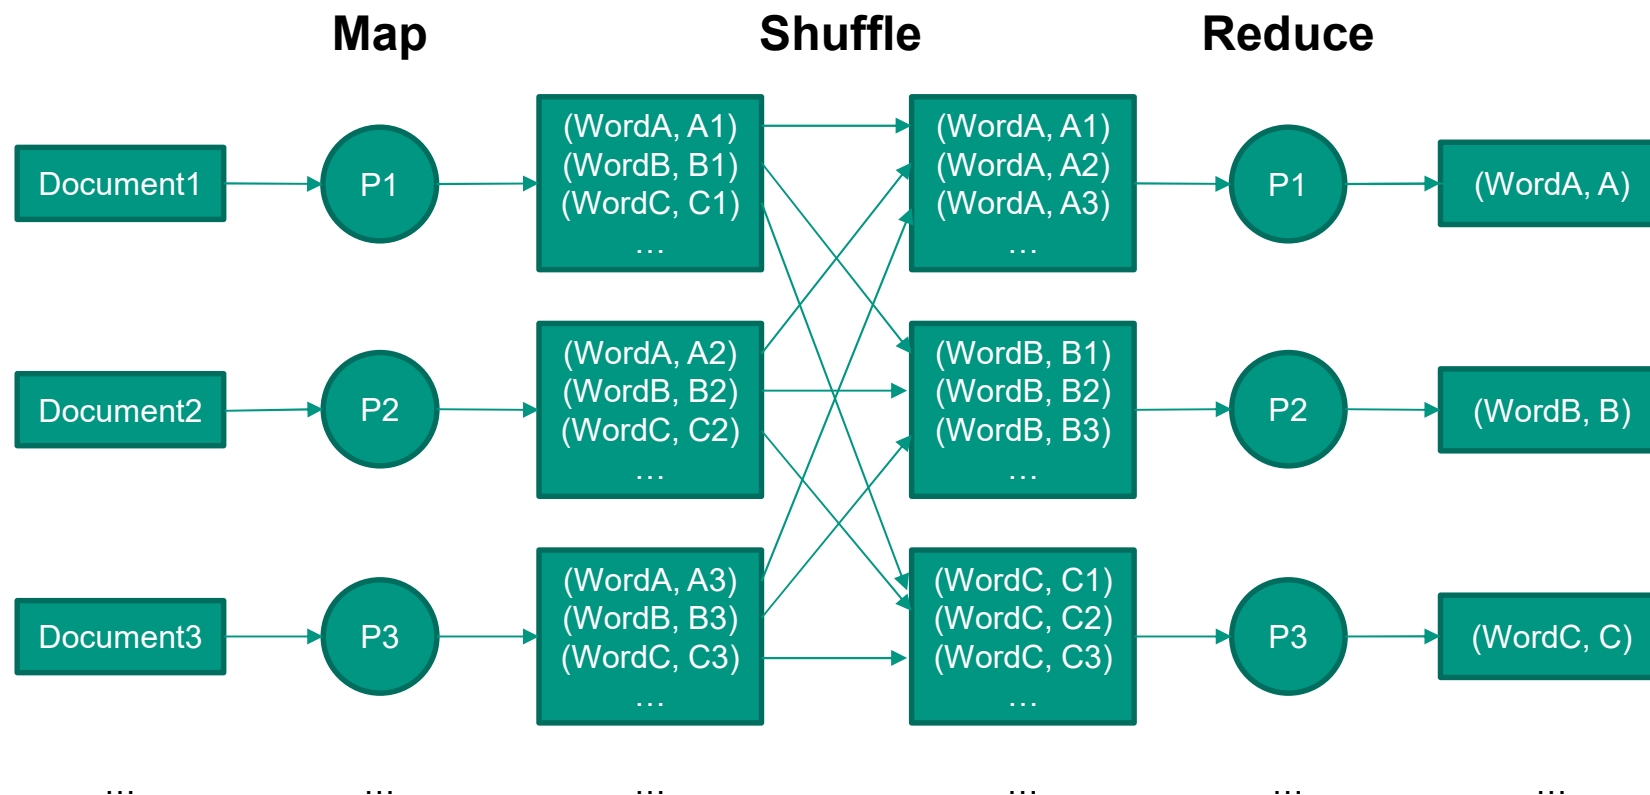 Map
Shuffle
Reduce
Document1
P1
(WordA, A1)
(WordB, B1)
(WordC, C1)
...
(WordA, A1)
(WordA, A2)
(WordA, A3)
...
P1
(WordA, A)
Document2
P2
(WordA, A2)
(WordB, B2)
(WordC, C2)
...
(WordB, B1)
(WordB, B2)
(WordB, B3)
...
P2
(WordB, B)
Document3
P3
(WordA, A3)
(WordB, B3)
(WordC, C3)
...
(WordC, C1)
(WordC, C2)
(WordC, C3)
...
P3
(WordC, C)
...
...
...
...
...
...